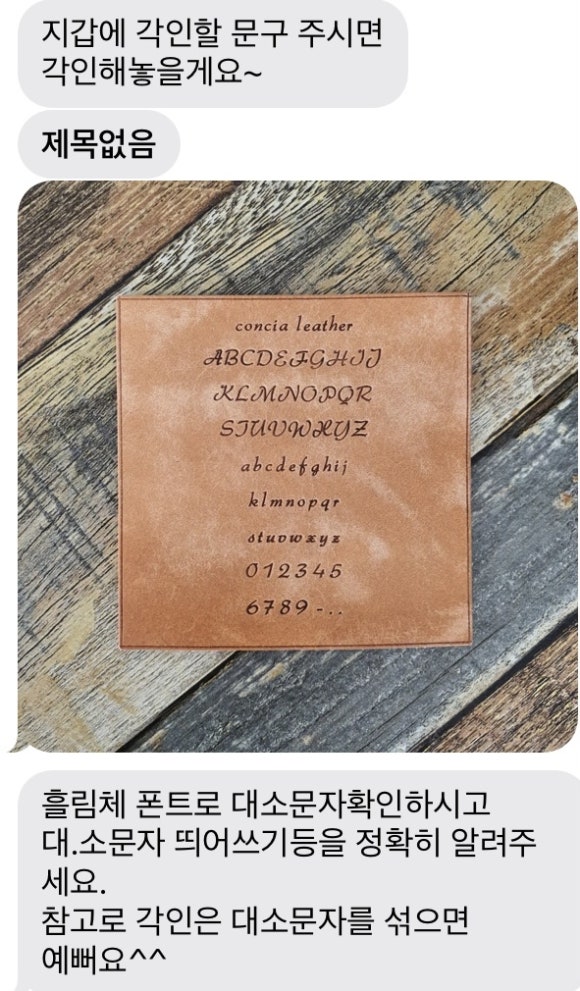 지갑에 각인할 문구 주시면
각인해놓을게요~
제목없음
concia leather
ABCDEFGHIJ
KLMNOPQR
STUVWXYZ
abcdefghij
klmnopqr
stuvwxyz
012345
6789-..
흘림체 폰트로 대소문자확인하시고
대.소문자 띄어쓰기등을 정확히 알려주
세요.
참고로 각인은 대소문자를 섞으면
예뻐요^^